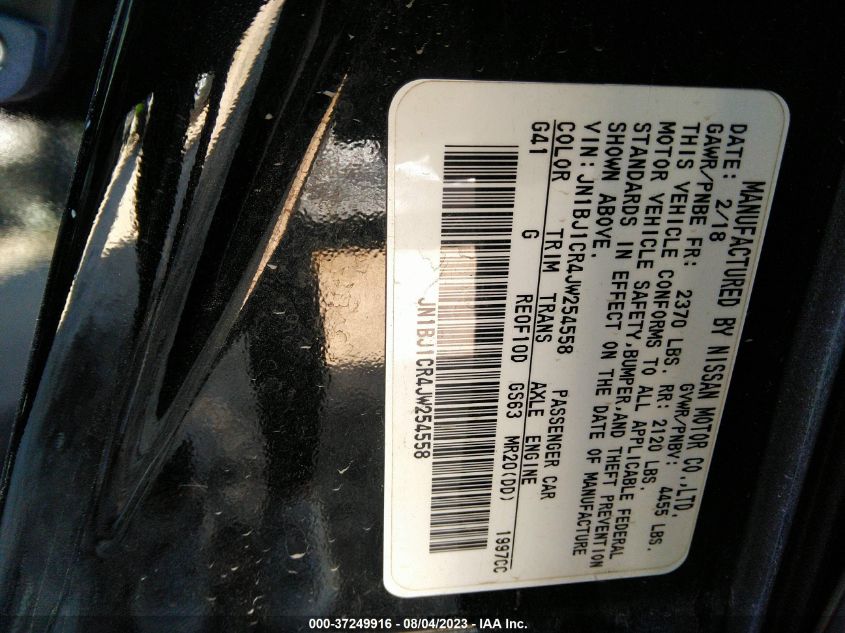 MANUFACTURED BY NISSAN MOTOR CO.,LTD.
DATE: 2/18 GVWR/PNBV: 4455 LBS.
GAWR/PNBE FR: 2370 LBS. RR: 2120 LBS.
THIS VEHICLE CONFORMS TO ALL APPLICABLE FEDERAL
MOTOR VEHICLE SAFETY,BUMPER,AND THEFT PREVENTION
STANDARDS IN EFFECT ON THE DATE OF MANUFACTURE
SHOWN ABOVE.
VIN:JN1BJ1CR4JW254558 PASSENGER CAR
COLOR TRIM TRANS AXLE ENGINE
G41 G REOF10D GS63 MR20(DD) 1997CC
JN1BJ1CR4JW254558
000-37249916 - 08/04/2023 - IAA Inc.